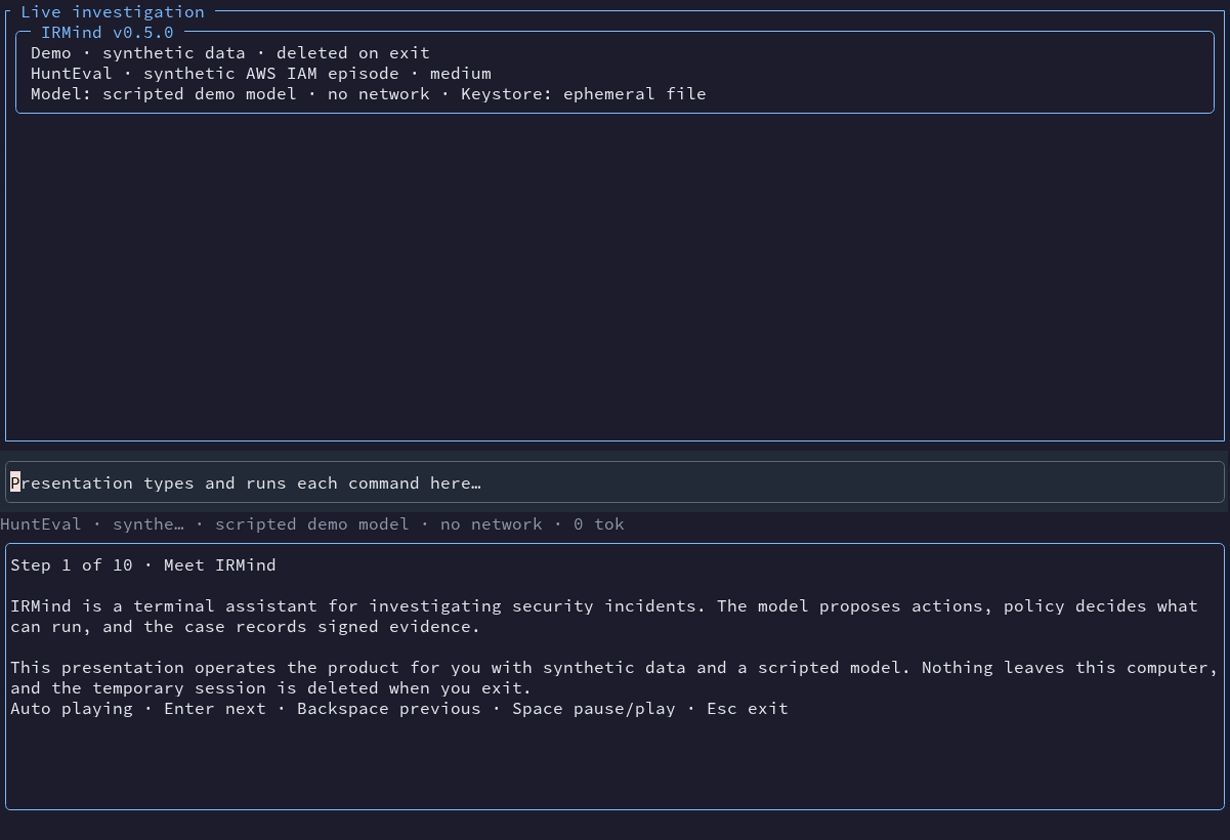 Live investigation
IRMind v0.5.0
Demo · synthetic data · deleted on exit
HuntEval · synthetic AWS IAM episode · medium
Model: scripted demo model · no network · Keystore: ephemeral file
Presentation types and runs each command here…
HuntEval · synthe… · scripted demo model · no network · 0 tok
Step 1 of 10 · Meet IRMind
IRMind is a terminal assistant for investigating security incidents. The model proposes actions, policy decides what
can run, and the case records signed evidence.
This presentation operates the product for you with synthetic data and a scripted model. Nothing leaves this computer,
and the temporary session is deleted when you exit.
Auto playing · Enter next · Backspace previous · Space pause/play · Esc exit